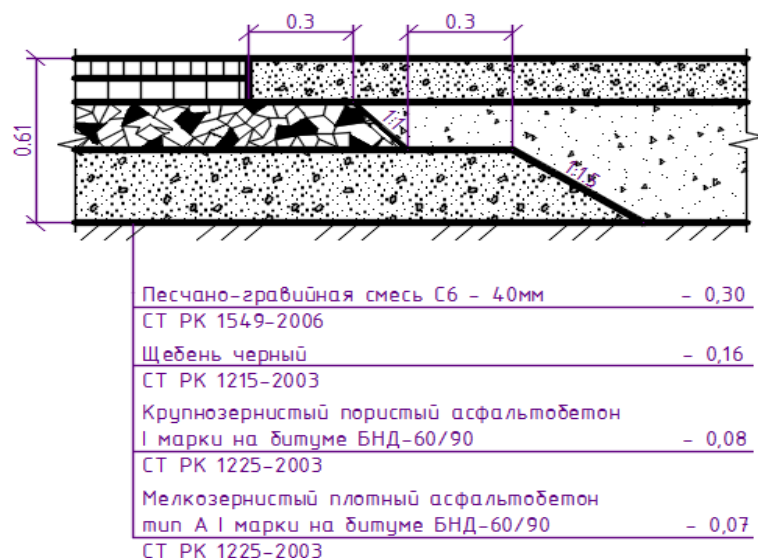 0.3 0.3
0.61
1:1
1:1.5
Песчано-гравийная смесь С6 - 40мм - 0,30
СТ РК 1549-2006
Щебень черный - 0,16
СТ РК 1215-2003
Крупнозернистый пористый асфальтобетон
I марки на битуме БНД-60/90 - 0,08
СТ РК 1225-2003
Мелкозернистый плотный асфальтобетон
тип А I марки на битуме БНД-60/90 - 0,07
СТ РК 1225-2003